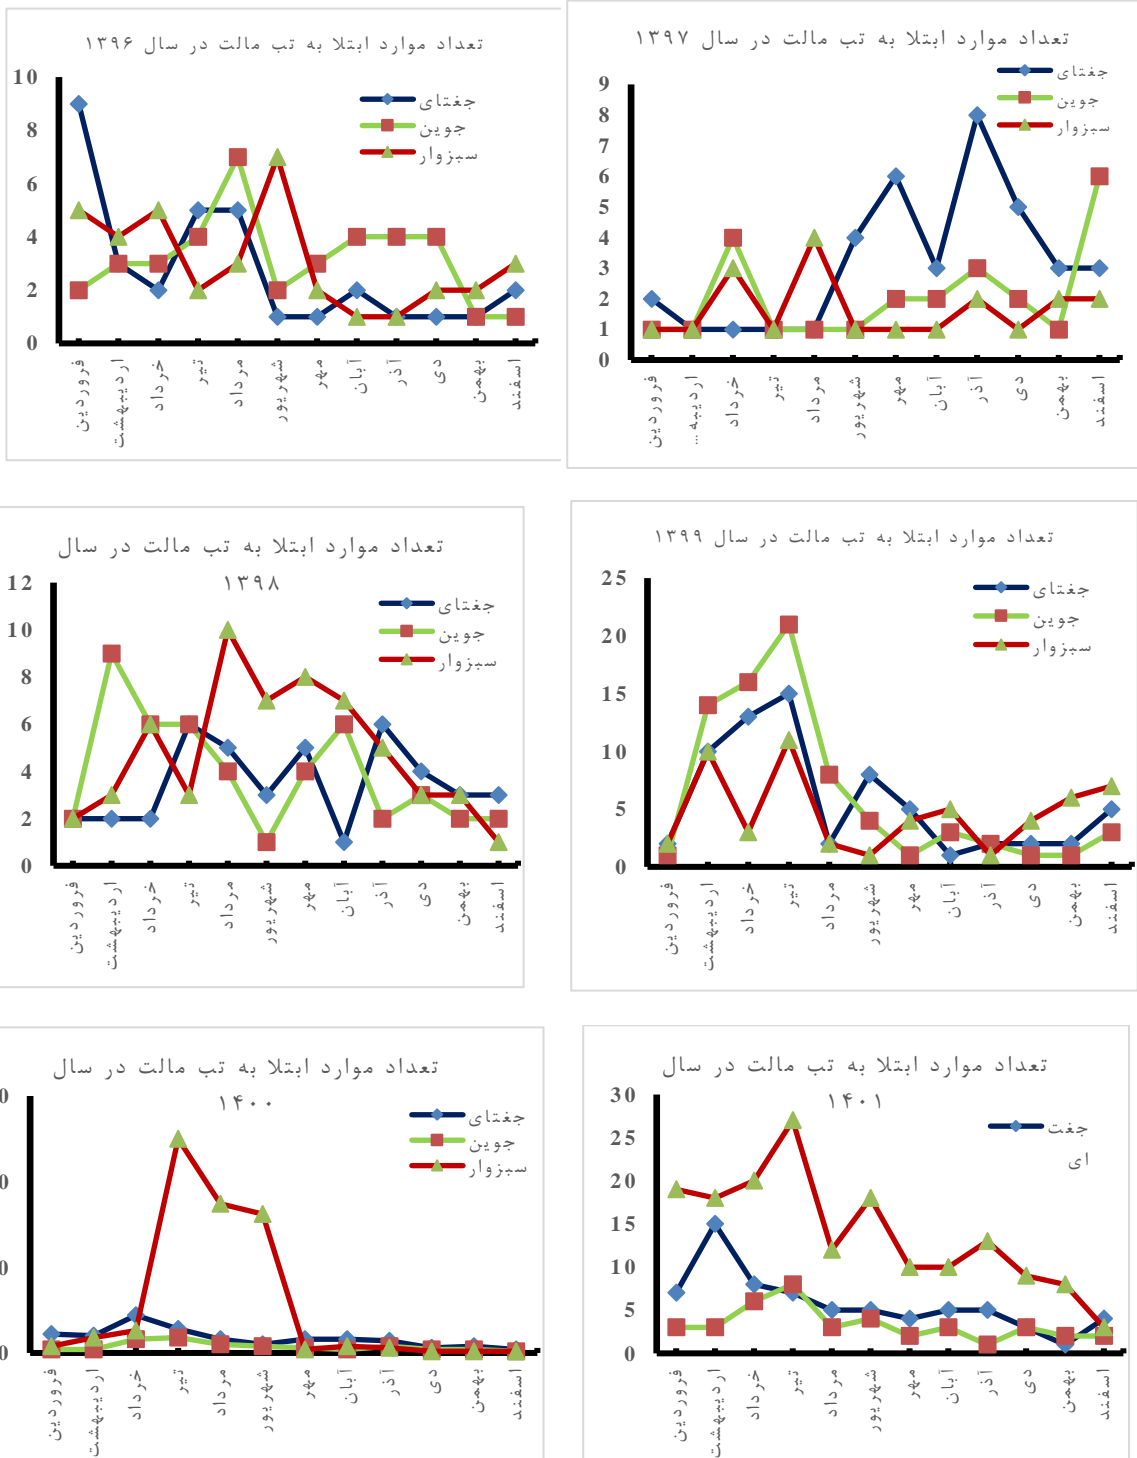 تعداد موارد ابتلا به تب مالت در سال ۱۳۹۶
10
8
6
4
2
0
جغتای
جوین
سبزوار
فروردین
اردیبهشت
خرداد
تیر
مرداد
شهریور
مهر
آبان
آذر
دی
بهمن
اسفند
تعداد موارد ابتلا به تب مالت در سال ۱۳۹۷
9
8
7
6
5
4
3
2
1
0
جغتای
جوین
سبزوار
فروردین
اردیبه...
خرداد
تیر
مرداد
شهریور
مهر
آبان
آذر
دی
بهمن
اسفند
تعداد موارد ابتلا به تب مالت در سال
۱۳۹۸
12
10
8
6
4
2
0
جغتای
جوین
سبزوار
فروردین
اردیبهشت
خرداد
تیر
مرداد
شهریور
مهر
آبان
آذر
دی
بهمن
اسفند
تعداد موارد ابتلا به تب مالت در سال ۱۳۹۹
25
20
15
10
5
0
جغتای
جوین
سبزوار
فروردین
اردیبهشت
خرداد
تیر
مرداد
شهریور
مهر
آبان
آذر
دی
بهمن
اسفند
تعداد موارد ابتلا به تب مالت در سال
۱۴۰۰
0
0
0
0
جغتای
جوین
سبزوار
فروردین
اردیبهشت
خرداد
تیر
مرداد
شهریور
مهر
آبان
آذر
دی
بهمن
اسفند
تعداد موارد ابتلا به تب مالت در سال
۱۴۰۱
30
25
20
15
10
5
0
جغت
ای
فروردین
اردیبهشت
خرداد
تیر
مرداد
شهریور
مهر
آبان
آذر
دی
بهمن
اسفند